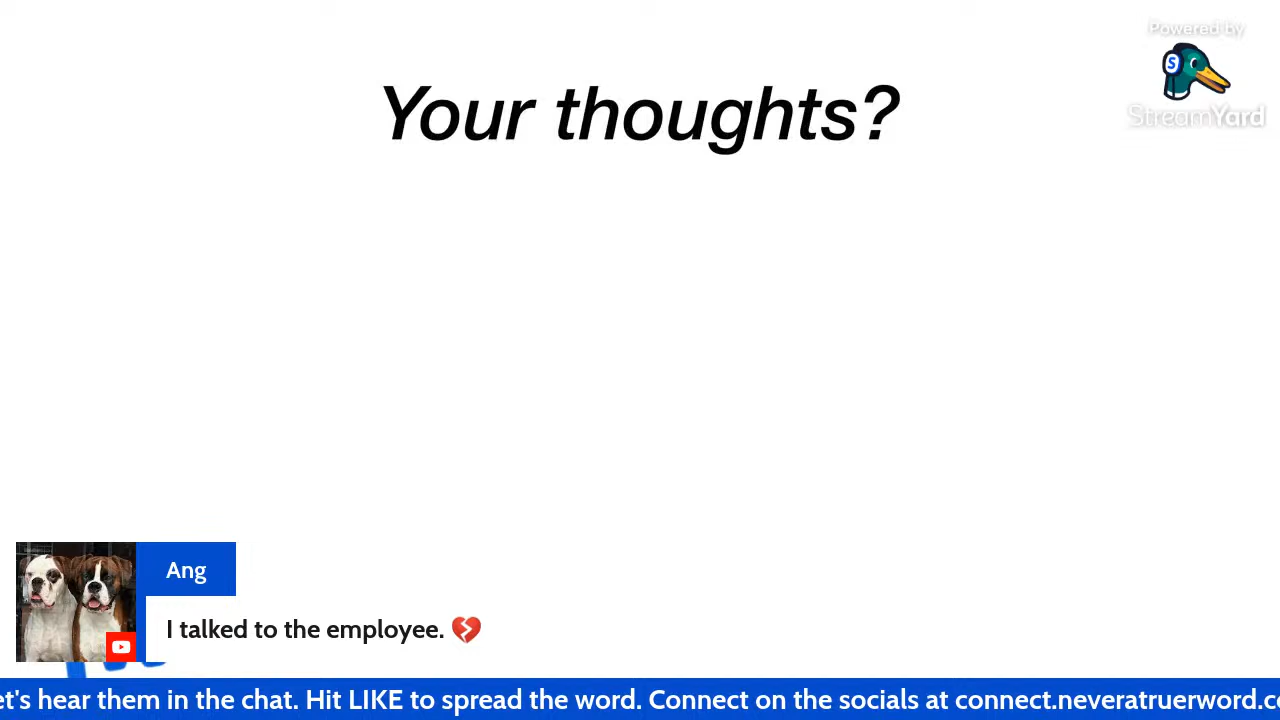 Powered by
S
StreamYard
Your thoughts?
Ang
I talked to the employee. 💔
et's hear them in the chat. Hit LIKE to spread the word. Connect on the socials at connect.neveratruerword.c